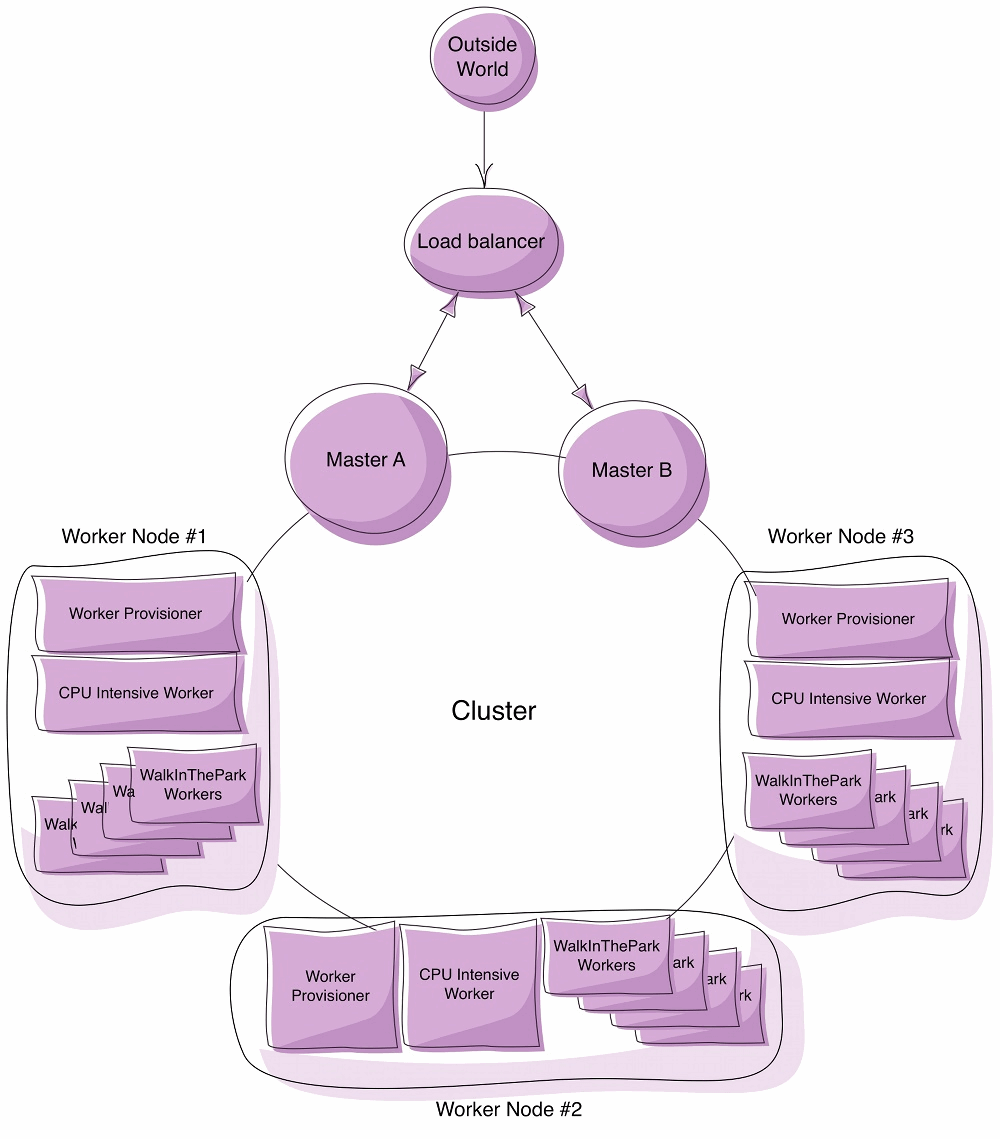 Outside
World
Load balancer
Master A
Master B
Worker Node #1
Worker Provisioner
CPU Intensive Worker
WalkInThePark
Workers
Wa
Wal
Walk
Worker Node #3
Worker Provisioner
CPU Intensive Worker
WalkInThePark
Workers
ark
ark
rk
Cluster
Worker
Provisioner
CPU Intensive
Worker
WalkInThePark
Workers
ark
ark
rk
Worker Node #2